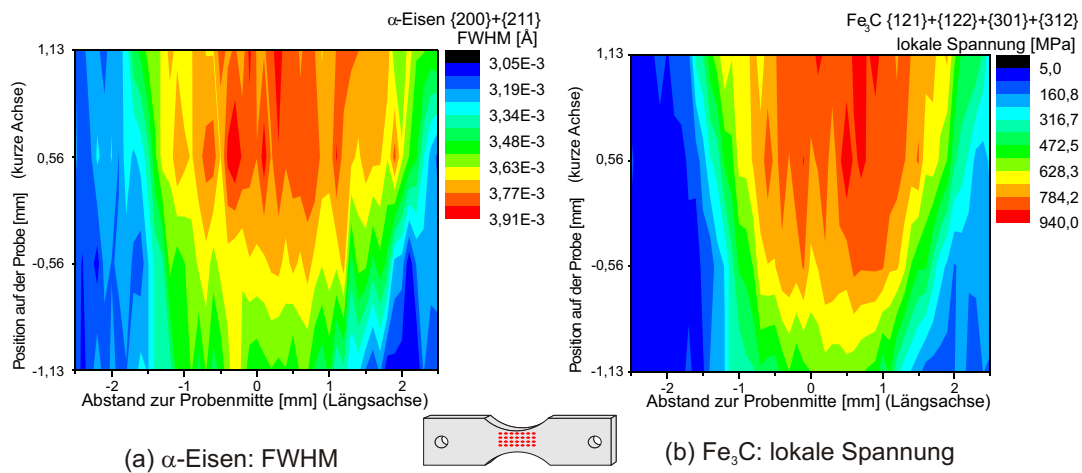 α-Eisen {200}+{211}
FWHM [Å]
3,05E-3
3,19E-3
3,34E-3
3,48E-3
3,63E-3
3,77E-3
3,91E-3
(a)
Position auf der Probe [mm] (kurze Achse)
1,13
0,56
-0,56
-1,13
-2 -1 0 1 2
Abstand zur Probenmitte [mm] (Längsachse)
(a) α-Eisen: FWHM
Fe₃C {121}+{122}+{301}+{312}
lokale Spannung [MPa]
5,0
160,8
316,7
472,5
628,3
784,2
940,0
(b)
Position auf der Probe [mm] (kurze Achse)
1,13
0,56
-0,56
-1,13
-2 -1 0 1 2
Abstand zur Probenmitte [mm] (Längsachse)
(b) Fe₃C: lokale Spannung